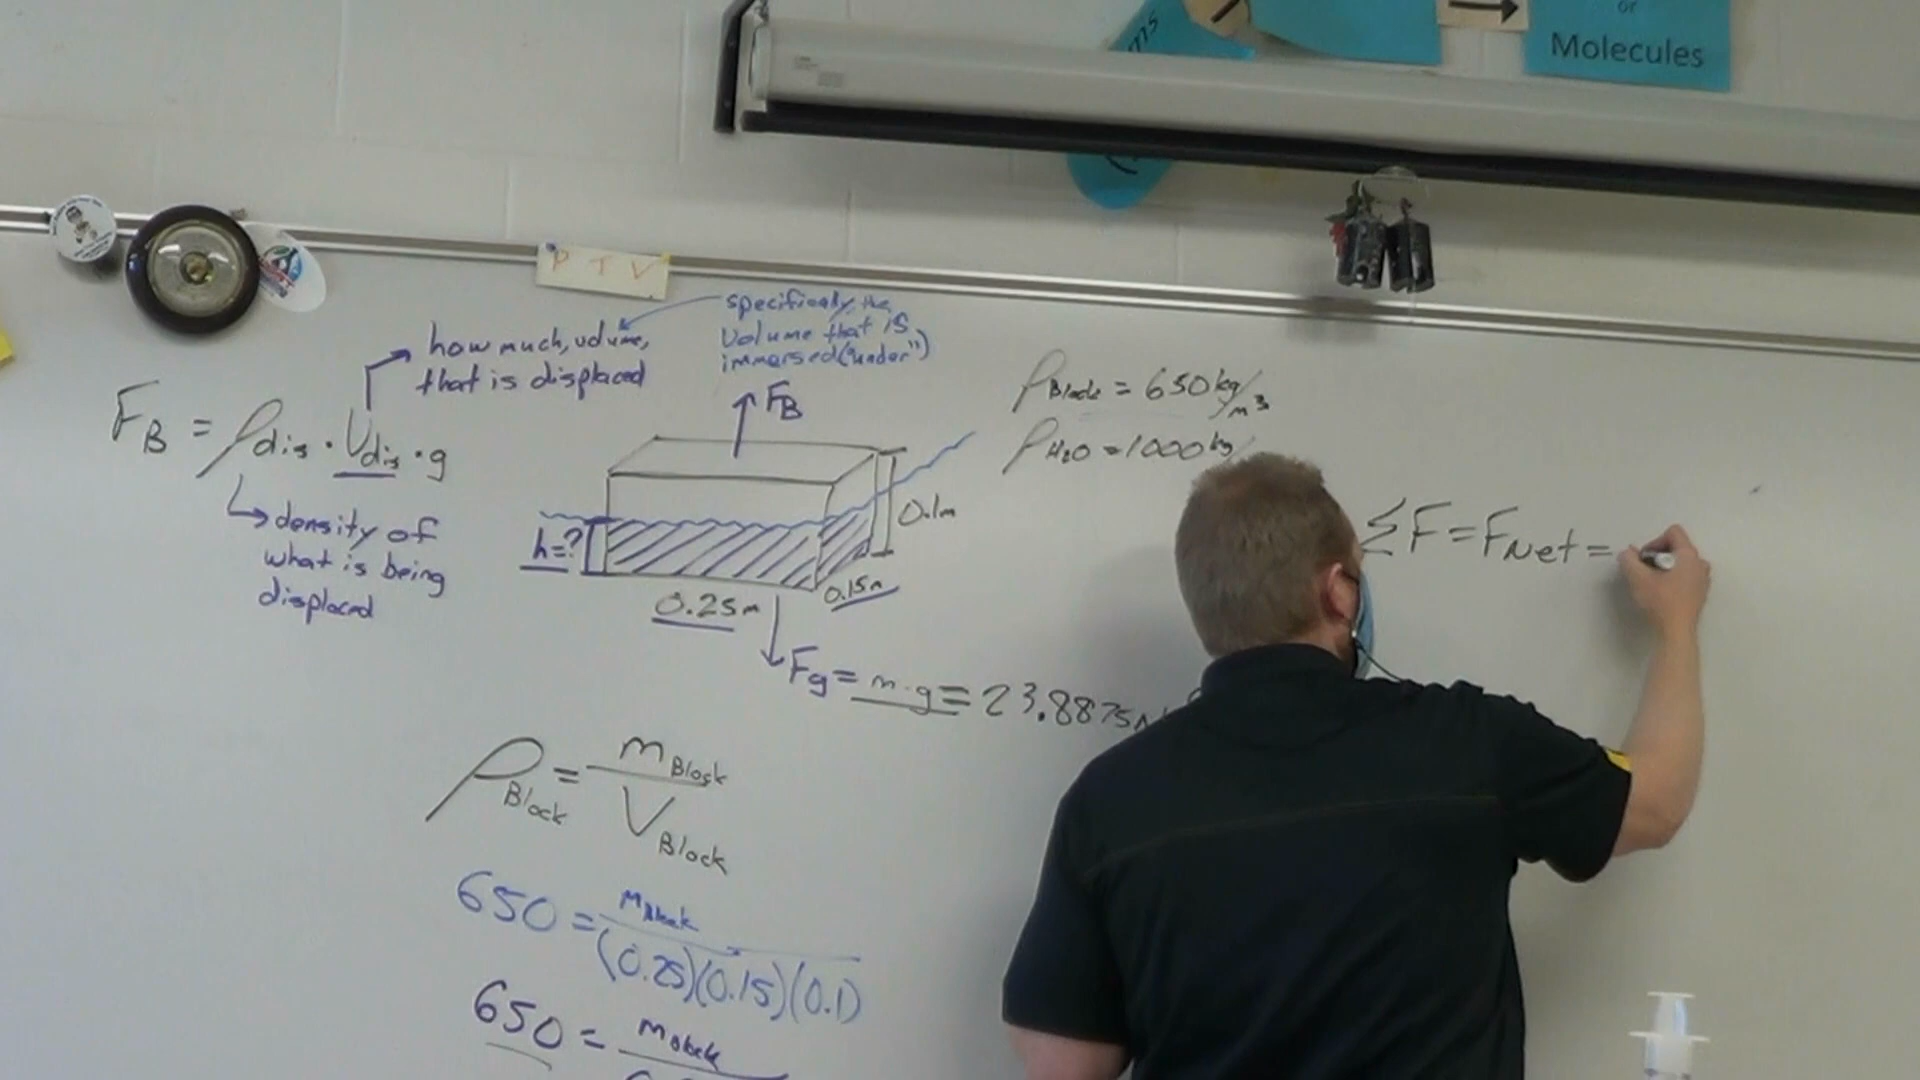 or
Molecules
P T V
specifically, the
volume that is
immersed ("under")
how much, volume,
that is displaced
F_B = ρ_dis · V_dis · g
density of
what is being
displaced
F_B
ρ_Block = 650 kg/m³
ρ_H₂O = 1000 kg/
h=?
0.1m
0.15m
0.25m
ΣF = F_Net =
F_g = m·g = 23.8875N
ρ_Block = m_Block / V_Block
650 = m_Block / (0.25)(0.15)(0.1)
650 = m_Block